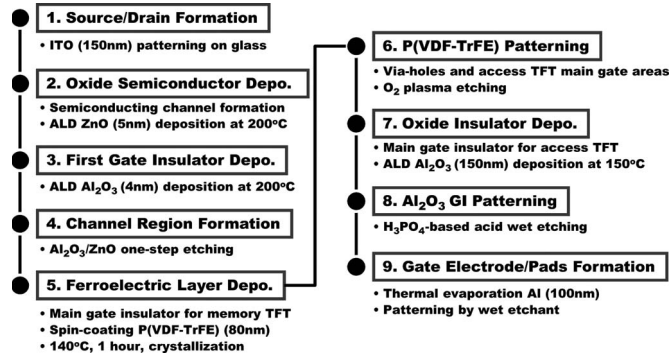 1. Source/Drain Formation
• ITO (150nm) patterning on glass
2. Oxide Semiconductor Depo.
• Semiconducting channel formation
• ALD ZnO (5nm) deposition at 200°C
3. First Gate Insulator Depo.
• ALD Al₂O₃ (4nm) deposition at 200°C
4. Channel Region Formation
• Al₂O₃/ZnO one-step etching
5. Ferroelectric Layer Depo.
• Main gate insulator for memory TFT
• Spin-coating P(VDF-TrFE) (80nm)
• 140°C, 1 hour, crystallization
6. P(VDF-TrFE) Patterning
• Via-holes and access TFT main gate areas
• O₂ plasma etching
7. Oxide Insulator Depo.
• Main gate insulator for access TFT
• ALD Al₂O₃ (150nm) deposition at 150°C
8. Al₂O₃ GI Patterning
• H₃PO₄-based acid wet etching
9. Gate Electrode/Pads Formation
• Thermal evaporation Al (100nm)
• Patterning by wet etchant